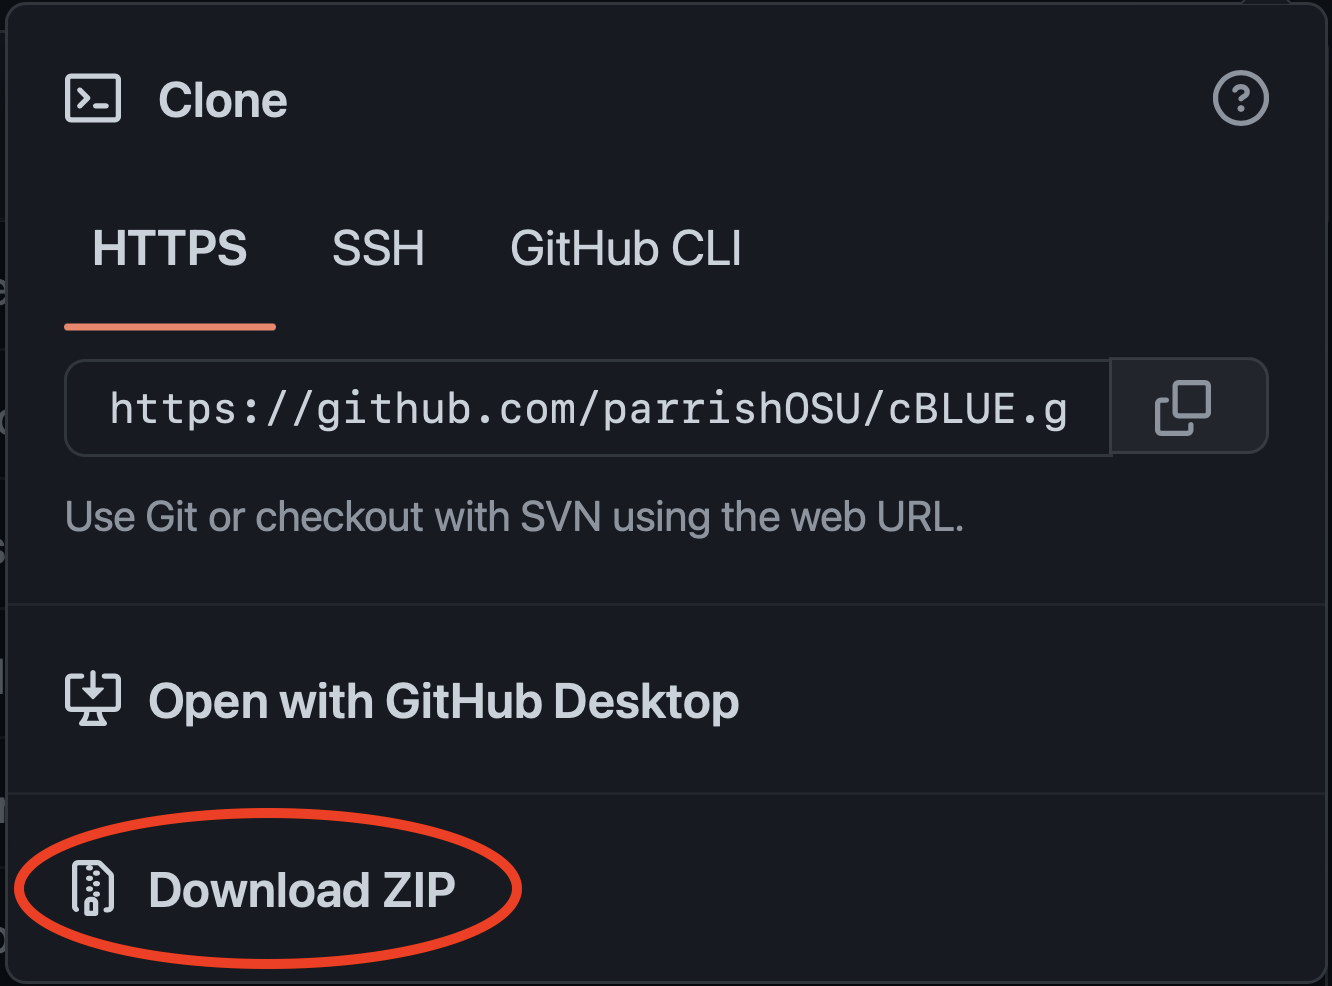 Clone
HTTPS SSH GitHub CLI
https://github.com/parrishOSU/cBLUE.g
Use Git or checkout with SVN using the web URL.
Open with GitHub Desktop
Download ZIP